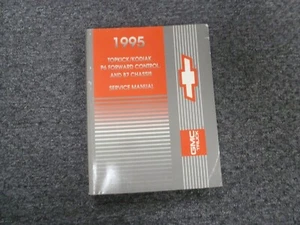 1995
TOPKICK/KODIAK
P6 FORWARD CONTROL
AND B7 CHASSIS
SERVICE MANUAL
GMC
TRUCK